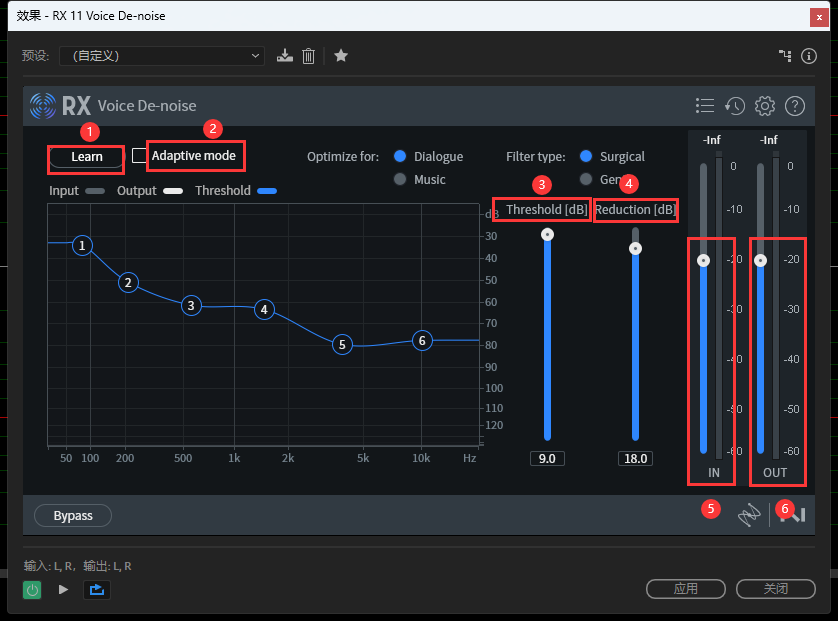 效果 - RX 11 Voice De-noise
x
预设: （自定义）
RX Voice De-noise
1 2
Learn Adaptive mode Optimize for: Dialogue Filter type: Surgical
Music
3 4
Input Output Threshold
Threshold [dB] Reduction [dB]
dB
-30
-40
-50
-60
-70
-80
-90
-100
-110
-120
1 2 3 4 5 6
50 100 200 500 1k 2k 5k 10k Hz
9.0 18.0
-Inf -Inf
0 0
-10 -10
-20 -20
-30 -30
-40 -40
-50 -50
-60 -60
IN OUT
5 6
Bypass
输入: L, R，输出: L, R
应用 关闭